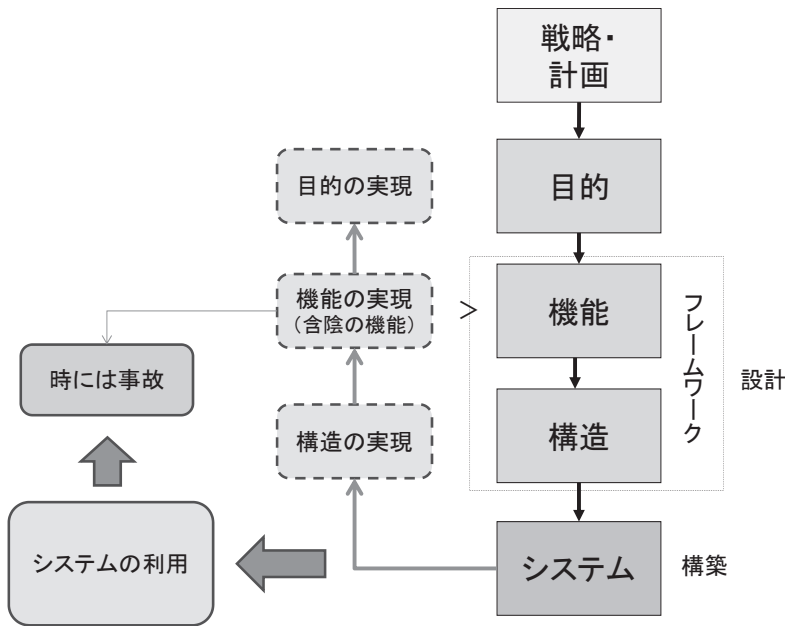 戦略・
計画
目的
目的の実現
機能の実現
(含陰の機能)
＞
機能
フレームワーク
設計
時には事故
構造の実現
構造
システムの利用
システム
構築